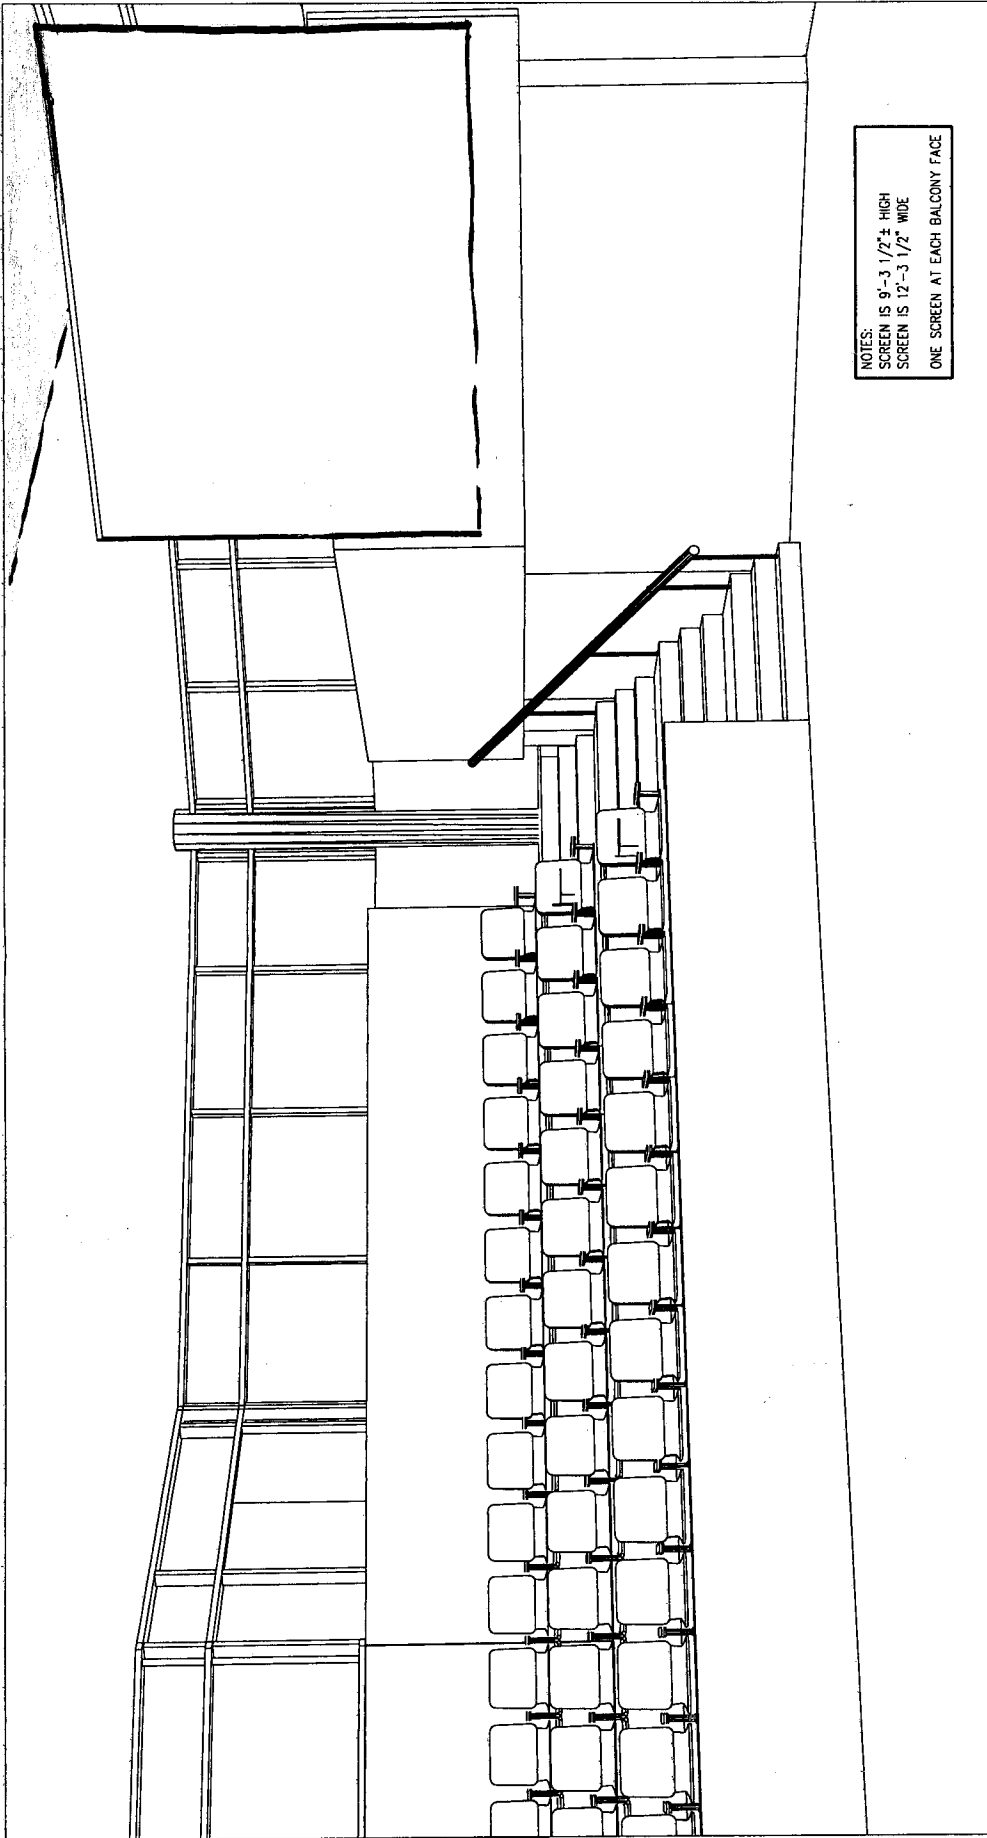 NOTES:
SCREEN IS 9'-3 1/2"± HIGH
SCREEN IS 12'-3 1/2" WIDE
ONE SCREEN AT EACH BALCONY FACE